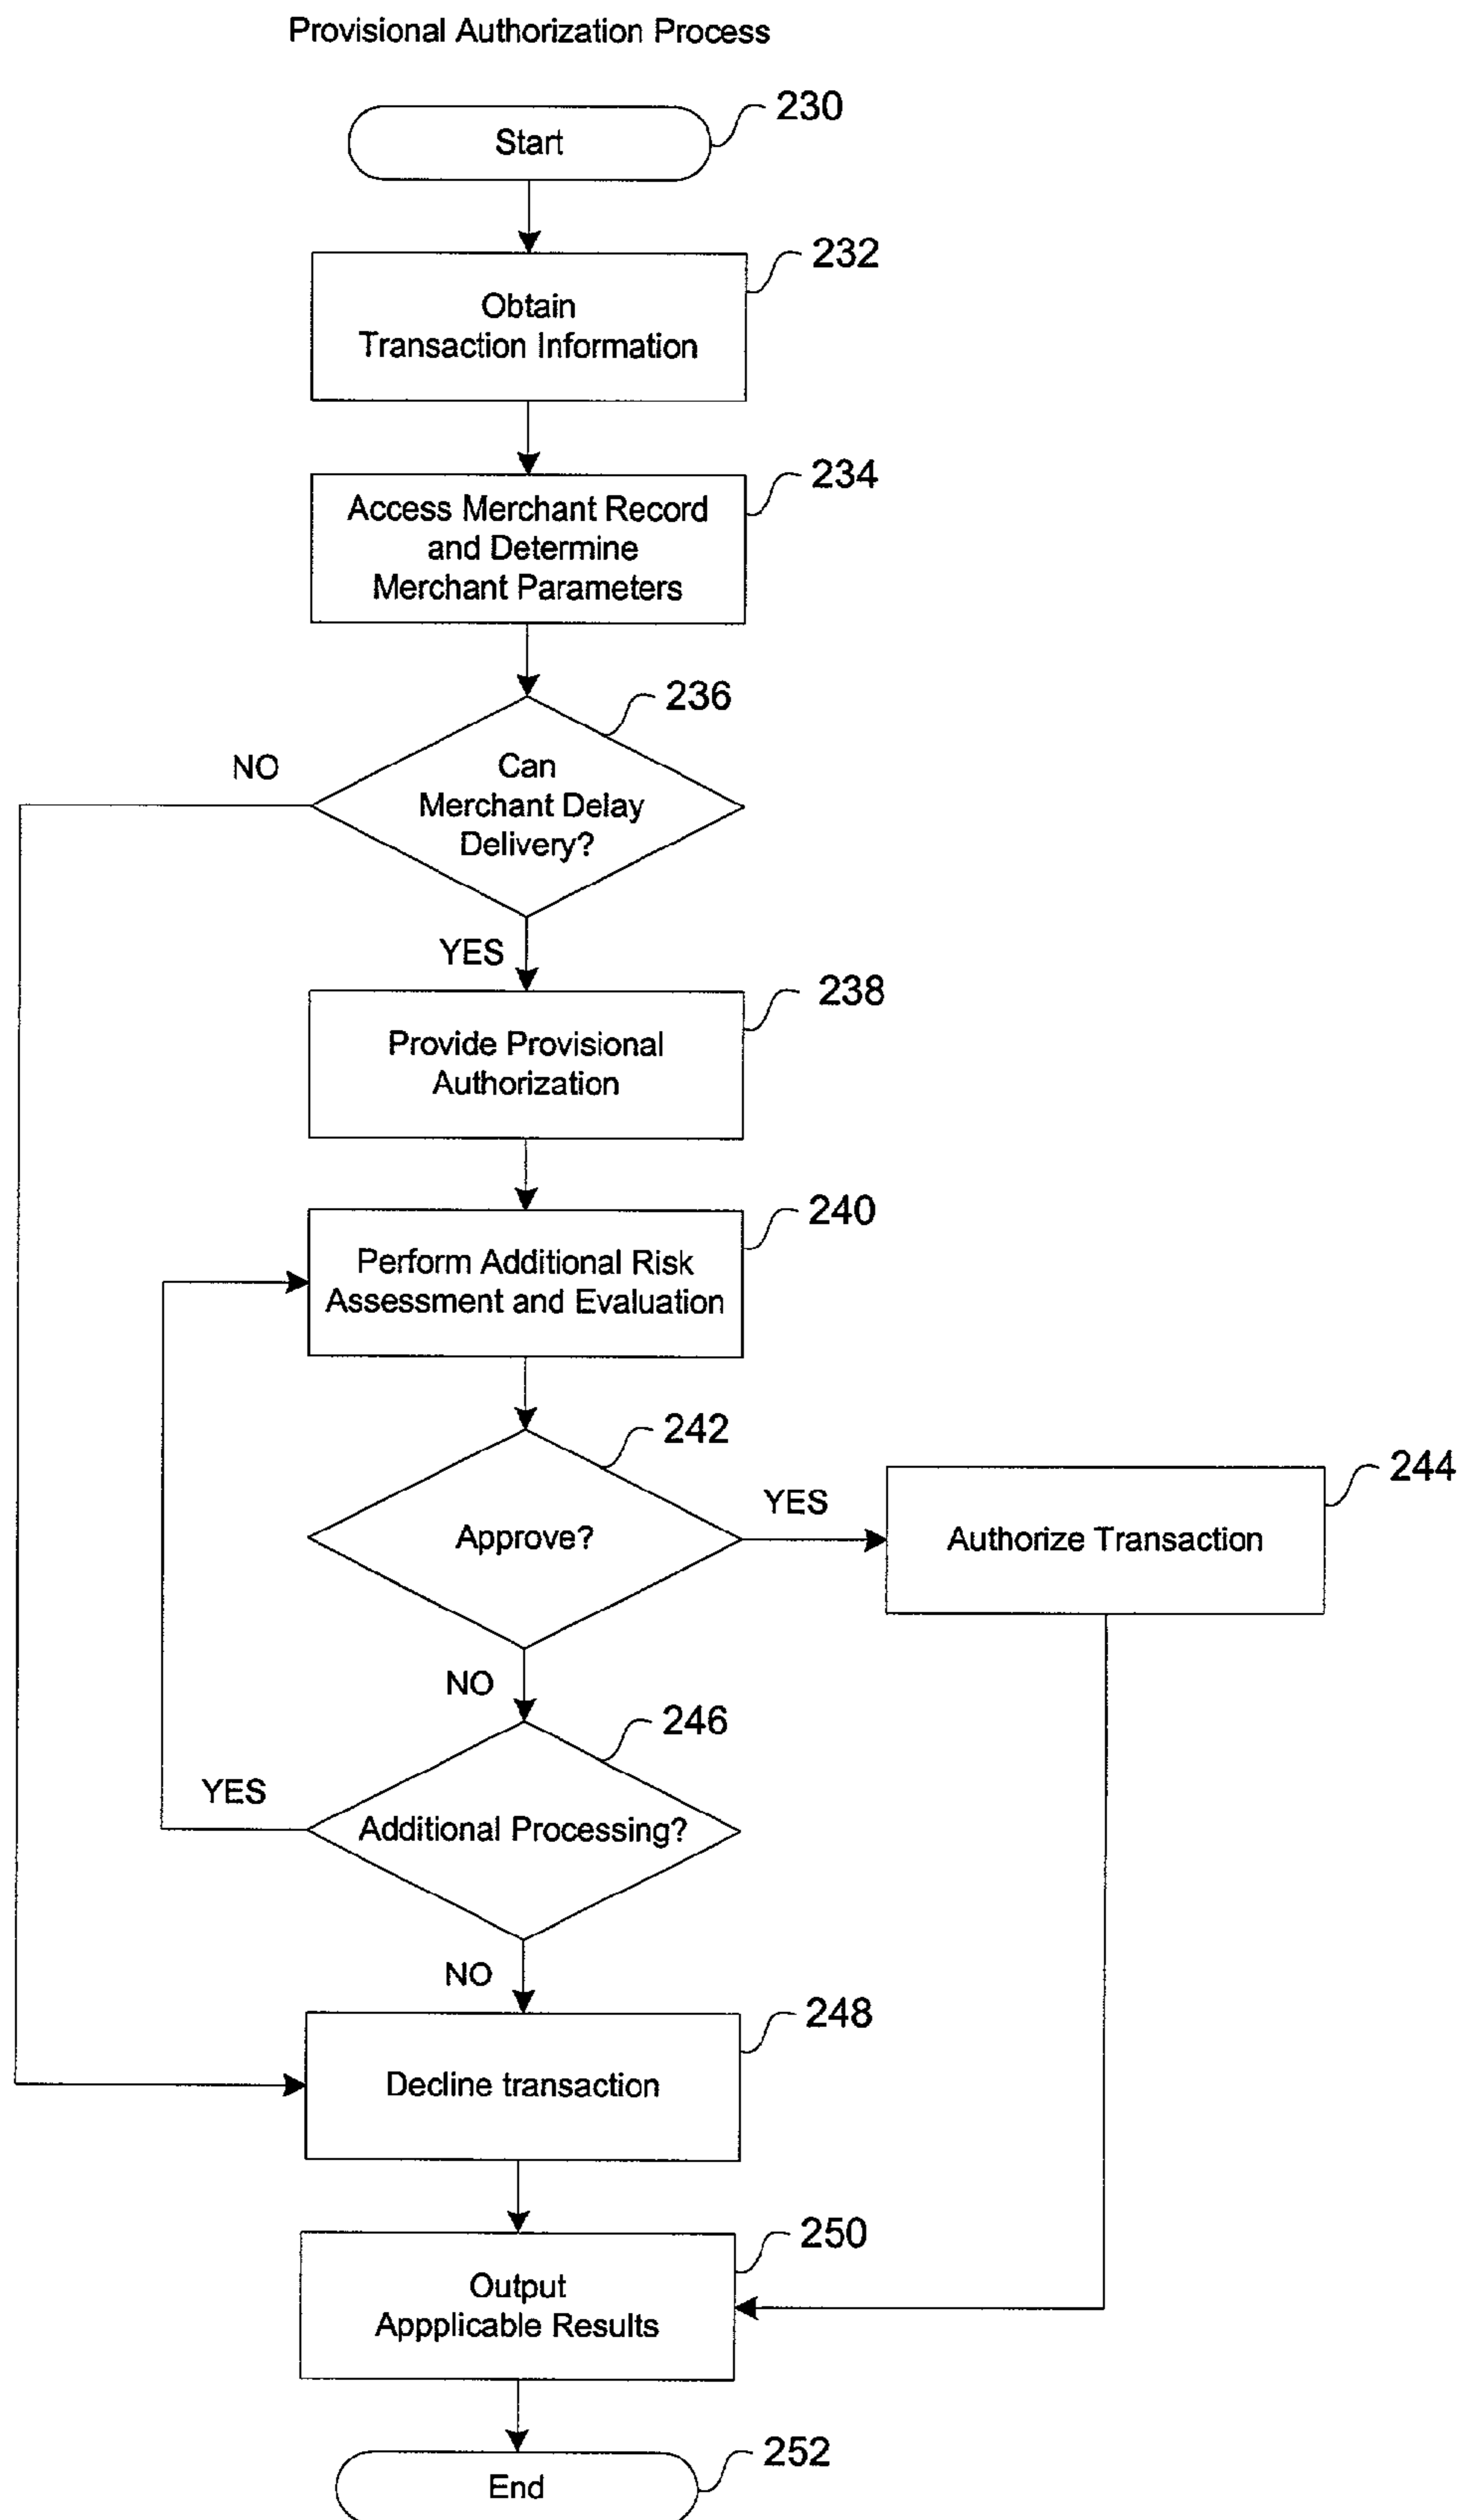 Provisional Authorization Process
230
Start
232
Obtain
Transaction Information
234
Access Merchant Record
and Determine
Merchant Parameters
236
NO
Can
Merchant Delay
Delivery?
YES
238
Provide Provisional
Authorization
240
Perform Additional Risk
Assessment and Evaluation
242
Approve?
YES
244
Authorize Transaction
NO
246
YES
Additional Processing?
NO
248
Decline transaction
250
Output
Appplicable Results
252
End